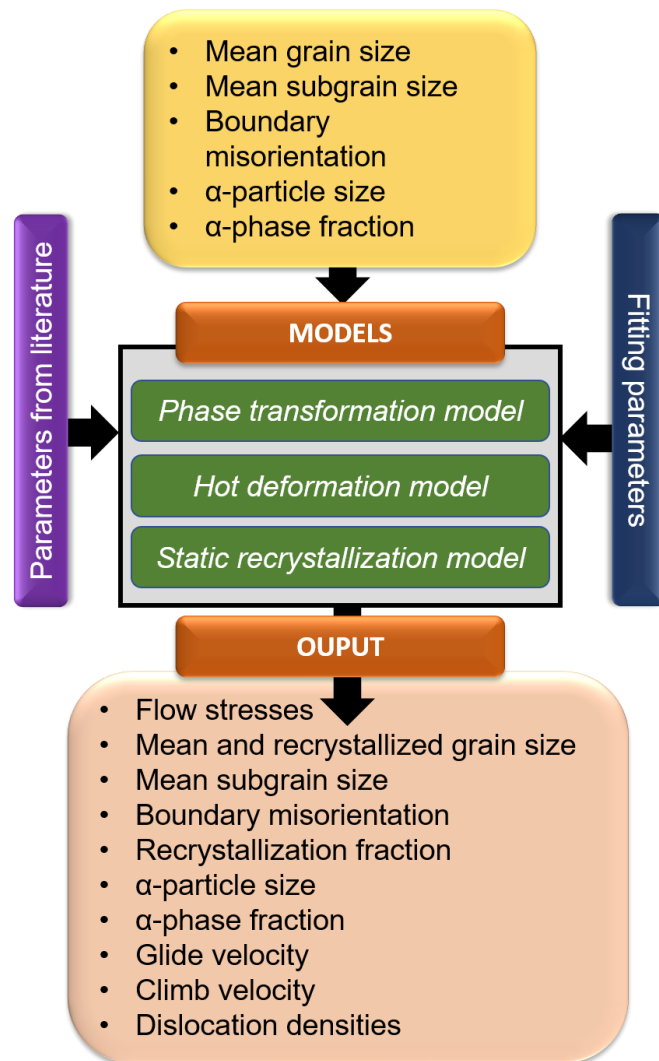 • Mean grain size
• Mean subgrain size
• Boundary
misorientation
• α-particle size
• α-phase fraction
Parameters from literature
MODELS
Phase transformation model
Hot deformation model
Static recrystallization model
Fitting parameters
OUPUT
• Flow stresses
• Mean and recrystallized grain size
• Mean subgrain size
• Boundary misorientation
• Recrystallization fraction
• α-particle size
• α-phase fraction
• Glide velocity
• Climb velocity
• Dislocation densities